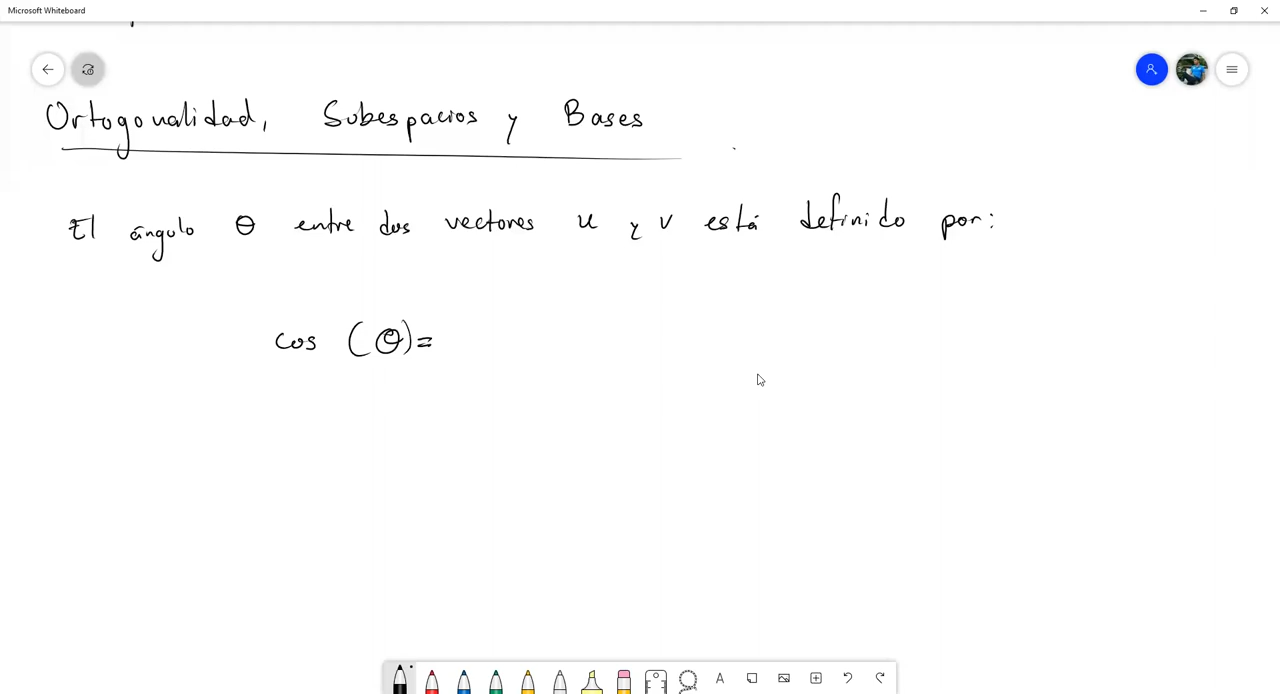 Microsoft Whiteboard
Ortogonalidad, Subespacios y Bases
El ángulo θ entre dos vectores u y v está definido por:
cos (θ)=
A